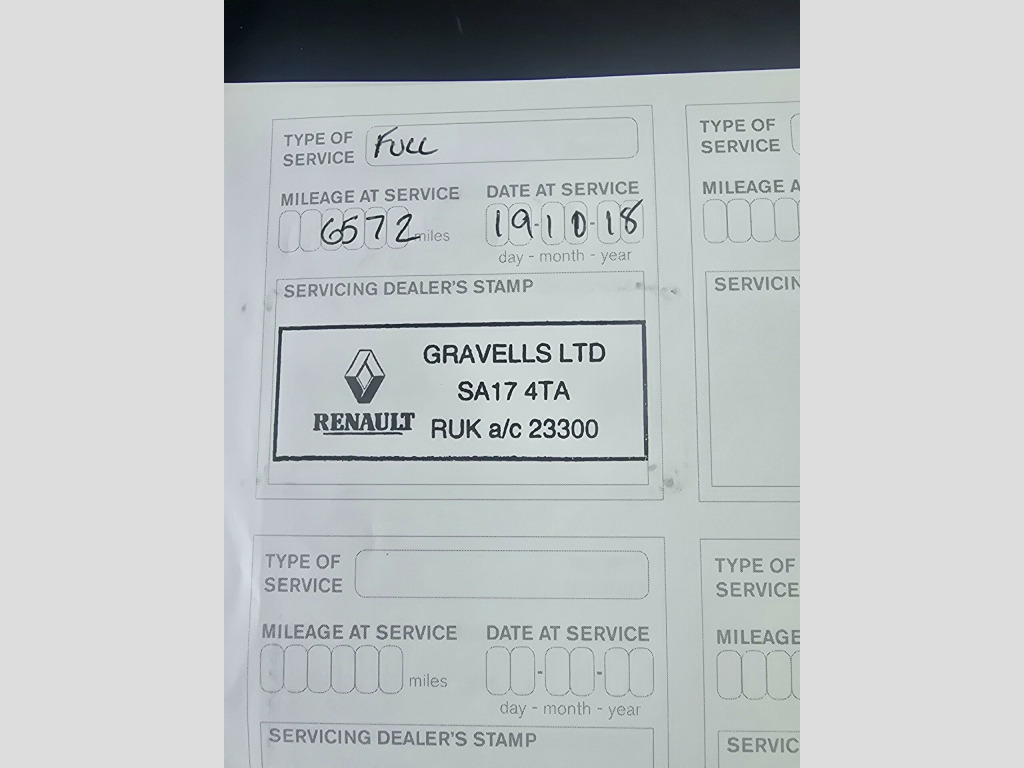 TYPE OF SERVICE FULL
MILEAGE AT SERVICE
6572 miles
DATE AT SERVICE
19-10-18
day - month - year
SERVICING DEALER'S STAMP
RENAULT
GRAVELLS LTD
SA17 4TA
RUK a/c 23300
TYPE OF
SERVICE
MILEAGE A
SERVICIN
TYPE OF
SERVICE
MILEAGE AT SERVICE
miles
DATE AT SERVICE
day - month - year
SERVICING DEALER'S STAMP
TYPE OF
SERVICE
MILEAGE
SERVIC